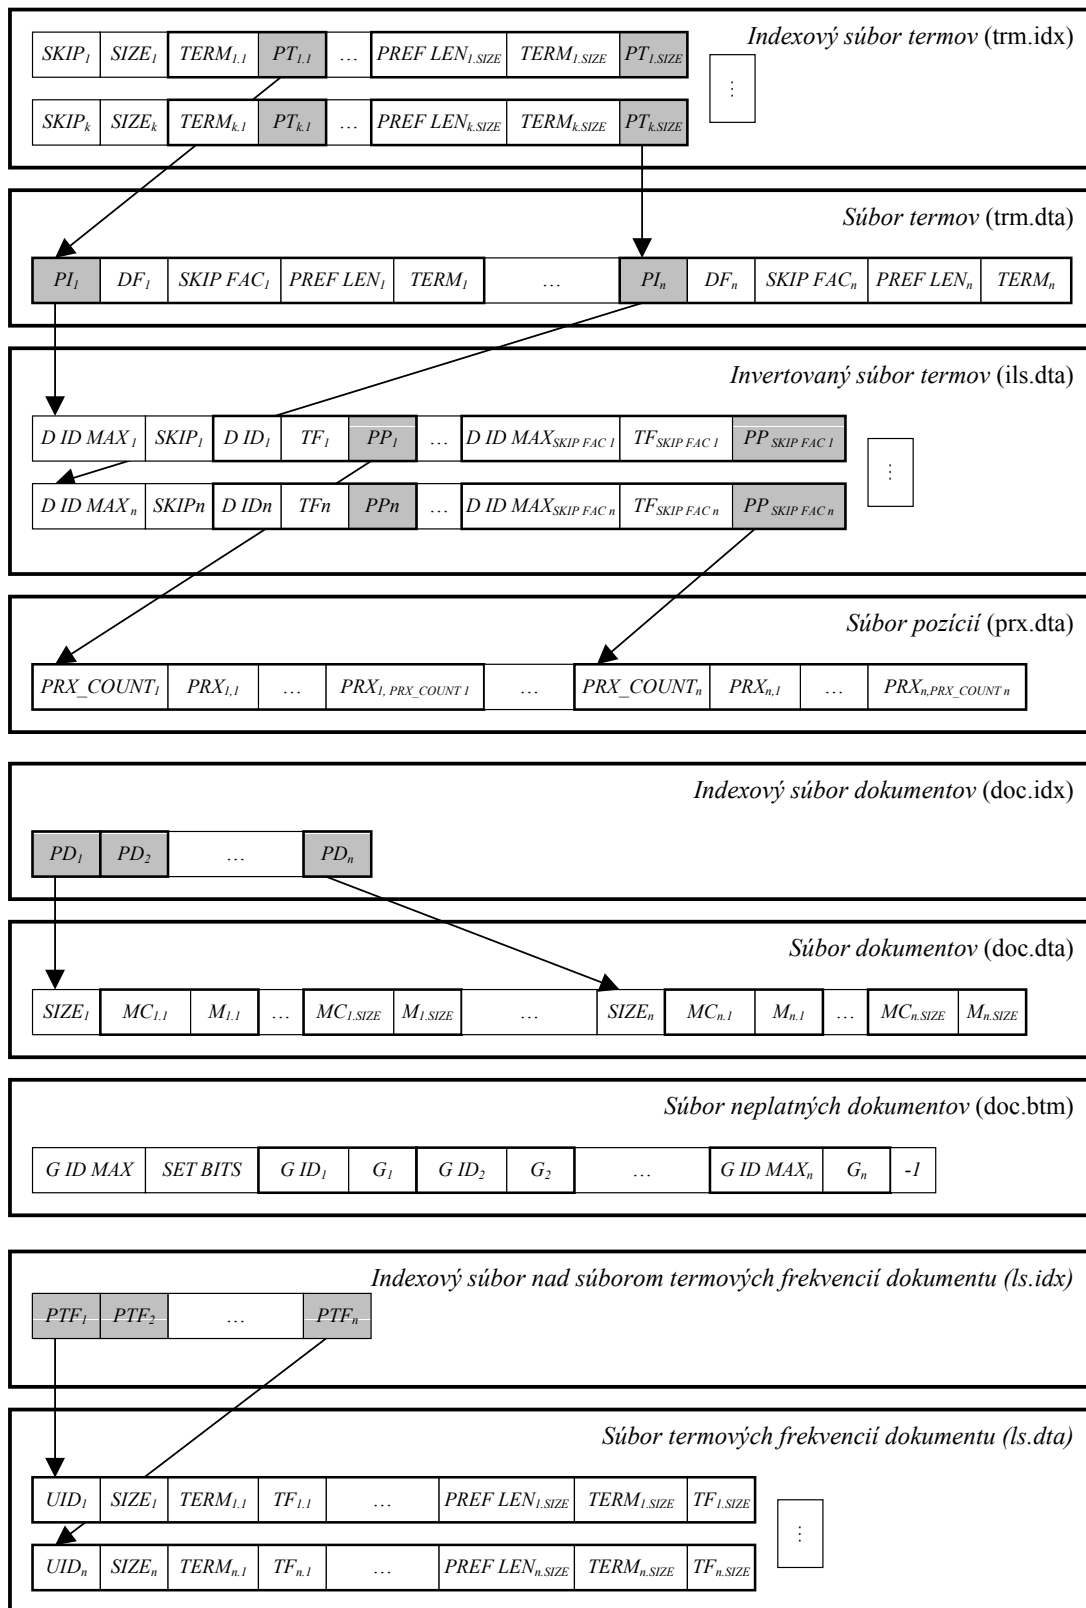 Indexový súbor termov (trm.idx)
SKIP1 SIZE1 TERM1.1 PT1.1 … PREF LEN1.SIZE TERM1.SIZE PT1.SIZE
⋮
SKIPk SIZEk TERMk.1 PTk.1 … PREF LENk.SIZE TERMk.SIZE PTk.SIZE
Súbor termov (trm.dta)
PI1 DF1 SKIP FAC1 PREF LEN1 TERM1 … PIn DFn SKIP FACn PREF LENn TERMn
Invertovaný súbor termov (ils.dta)
D ID MAX1 SKIP1 D ID1 TF1 PP1 … D ID MAXSKIP FAC 1 TFSKIP FAC 1 PP SKIP FAC 1
⋮
D ID MAXn SKIPn D IDn TFn PPn … D ID MAXSKIP FAC n TFSKIP FAC n PP SKIP FAC n
Súbor pozícií (prx.dta)
PRX_COUNT1 PRX1,1 … PRX1, PRX_COUNT 1 … PRX_COUNTn PRXn,1 … PRXn,PRX_COUNT n
Indexový súbor dokumentov (doc.idx)
PD1 PD2 … PDn
Súbor dokumentov (doc.dta)
SIZE1 MC1.1 M1.1 … MC1.SIZE M1.SIZE … SIZEn MCn.1 Mn.1 … MCn.SIZE Mn.SIZE
Súbor neplatných dokumentov (doc.btm)
G ID MAX SET BITS G ID1 G1 G ID2 G2 … G ID MAXn Gn -1
Indexový súbor nad súborom termových frekvencií dokumentu (ls.idx)
PTF1 PTF2 … PTFn
Súbor termových frekvencií dokumentu (ls.dta)
UID1 SIZE1 TERM1.1 TF1.1 … PREF LEN1.SIZE TERM1.SIZE TF1.SIZE
⋮
UIDn SIZEn TERMn.1 TFn.1 … PREF LENn.SIZE TERMn.SIZE TFn.SIZE